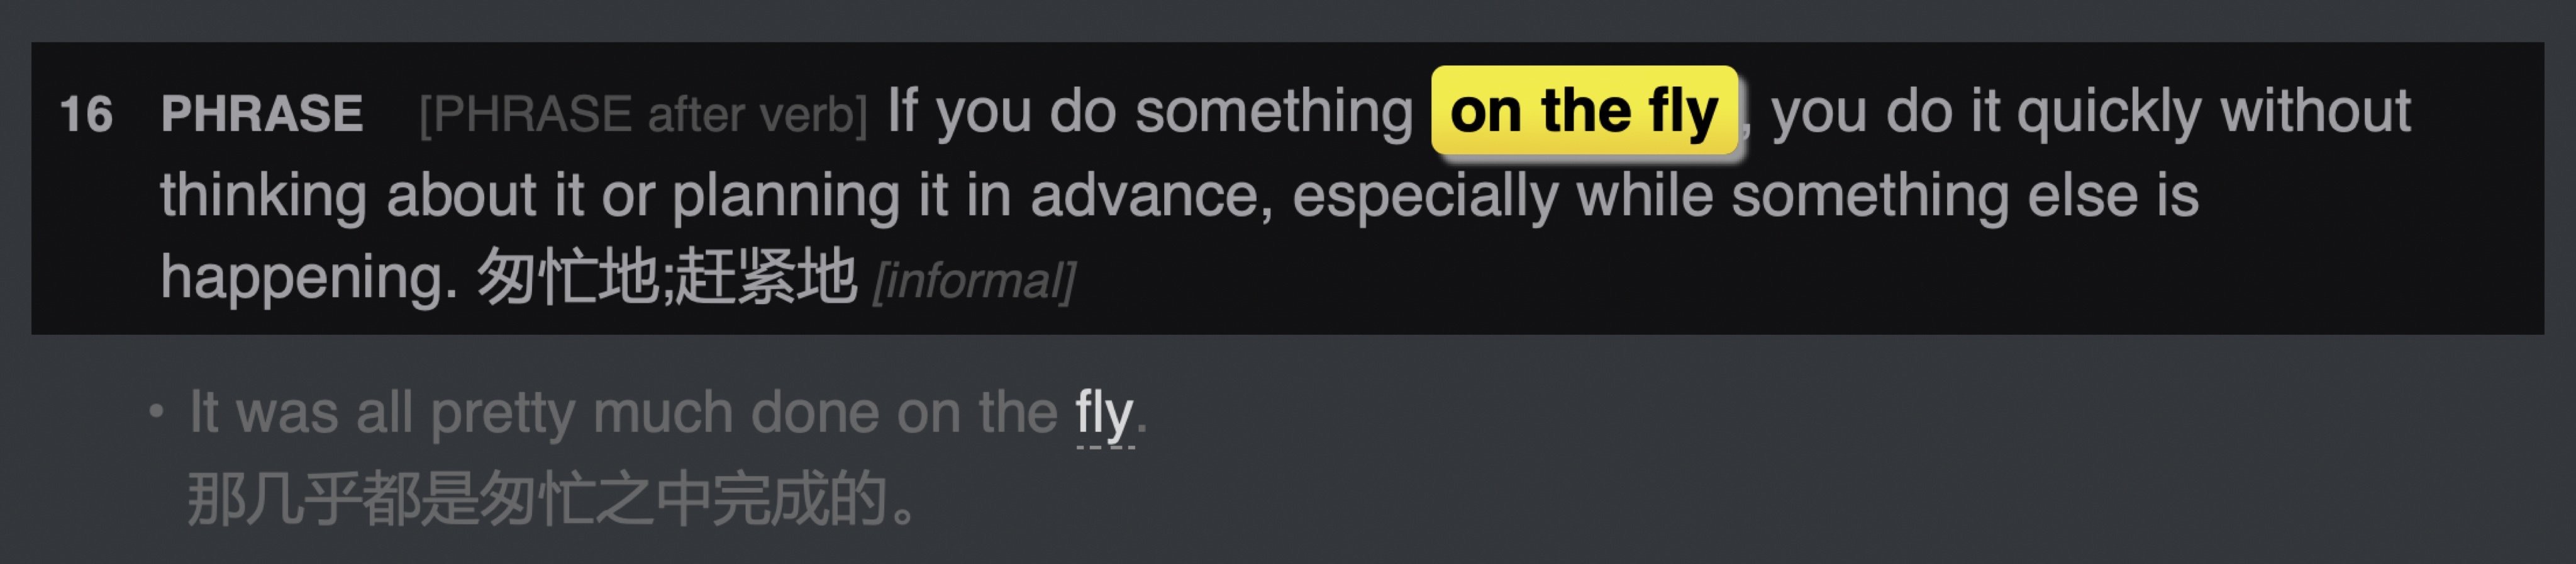 16 PHRASE [PHRASE after verb] If you do something on the fly, you do it quickly without
thinking about it or planning it in advance, especially while something else is
happening. 匆忙地;赶紧地 [informal]
• It was all pretty much done on the fly.
那几乎都是匆忙之中完成的。